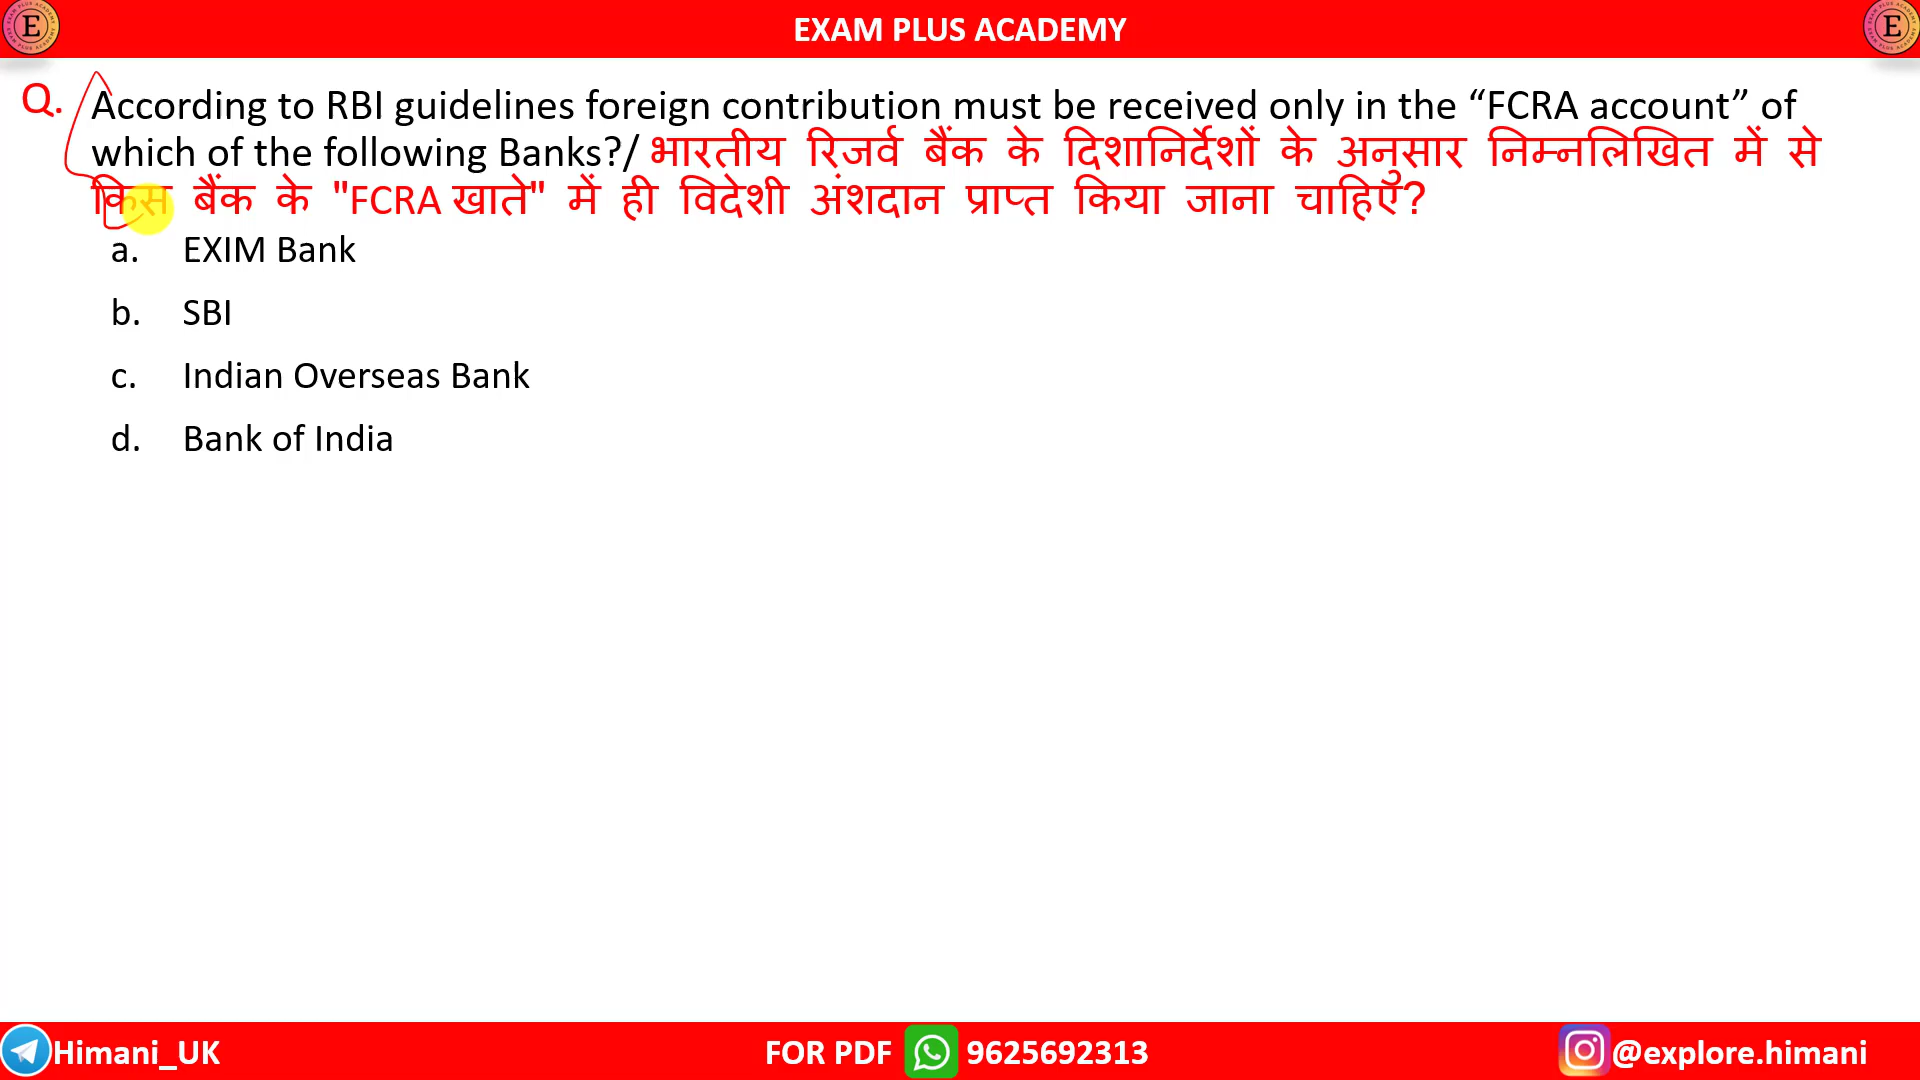 EXAM PLUS ACADEMY
Q. According to RBI guidelines foreign contribution must be received only in the “FCRA account” of
which of the following Banks?/ भारतीय रिजर्व बैंक के दिशानिर्देशों के अनुसार निम्नलिखित में से
किस बैंक के "FCRA खाते" में ही विदेशी अंशदान प्राप्त किया जाना चाहिए?
a. EXIM Bank
b. SBI
c. Indian Overseas Bank
d. Bank of India
Himani_UK FOR PDF 9625692313 @explore.himani